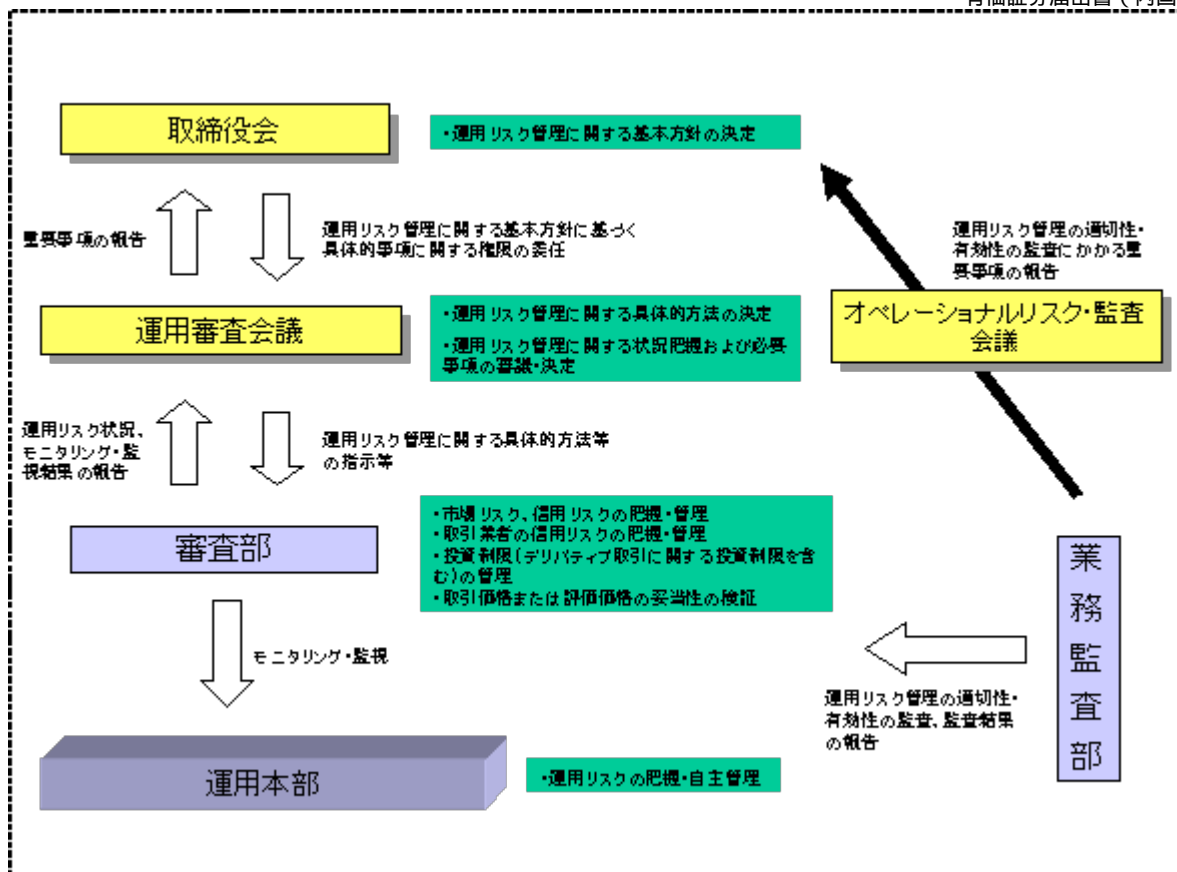 取締役会
・運用リスク管理に関する基本方針の決定
重要事項の報告
運用リスク管理に関する基本方針に基づく
具体的事項に関する権限の委任
運用リスク管理の適切性・
有効性の監査にかかる重
要事項の報告
運用審査会議
・運用リスク管理に関する具体的方法の決定
・運用リスク管理に関する状況把握および必要
事項の審議・決定
オペレーショナルリスク・監査
会議
運用リスク状況、
モニタリング・監
視結果の報告
運用リスク管理に関する具体的方法等
の指示等
審査部
・市場リスク、信用リスクの把握・管理
・取引業者の信用リスクの把握・管理
・投資制限(デリバティブ取引に関する投資制限を含
む)の管理
・取引価格または評価価格の妥当性の検証
業務監査部
モニタリング・監視
運用リスク管理の適切性・
有効性の監査、監査結果
の報告
運用本部
・運用リスクの把握・自主管理